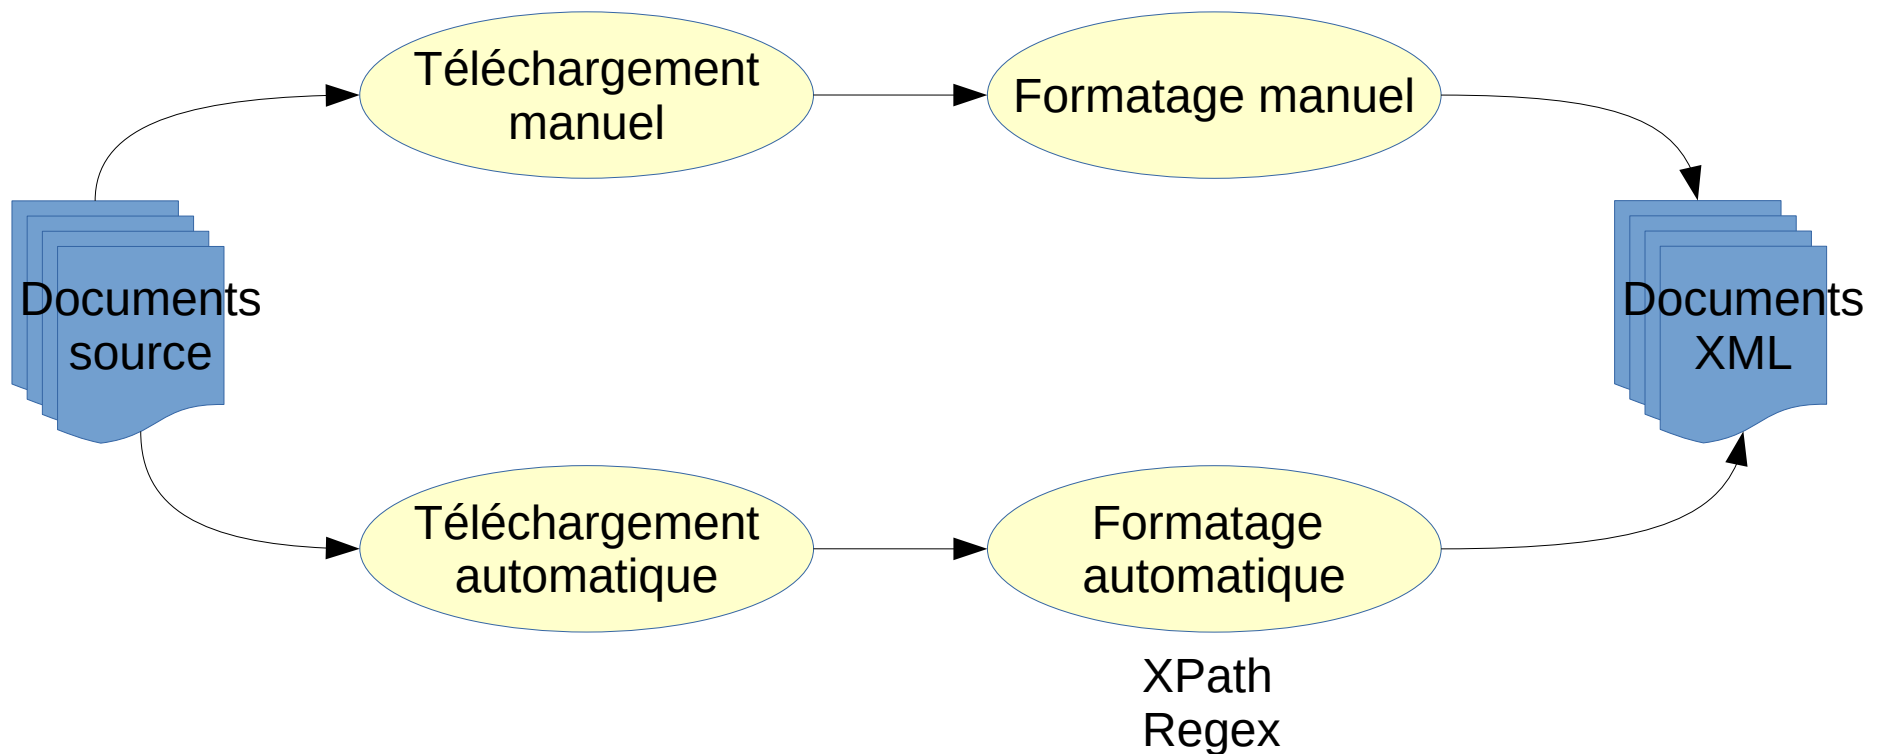 Téléchargement
manuel
Formatage manuel
Documents
source
Documents
XML
Téléchargement
automatique
Formatage
automatique
XPath
Regex